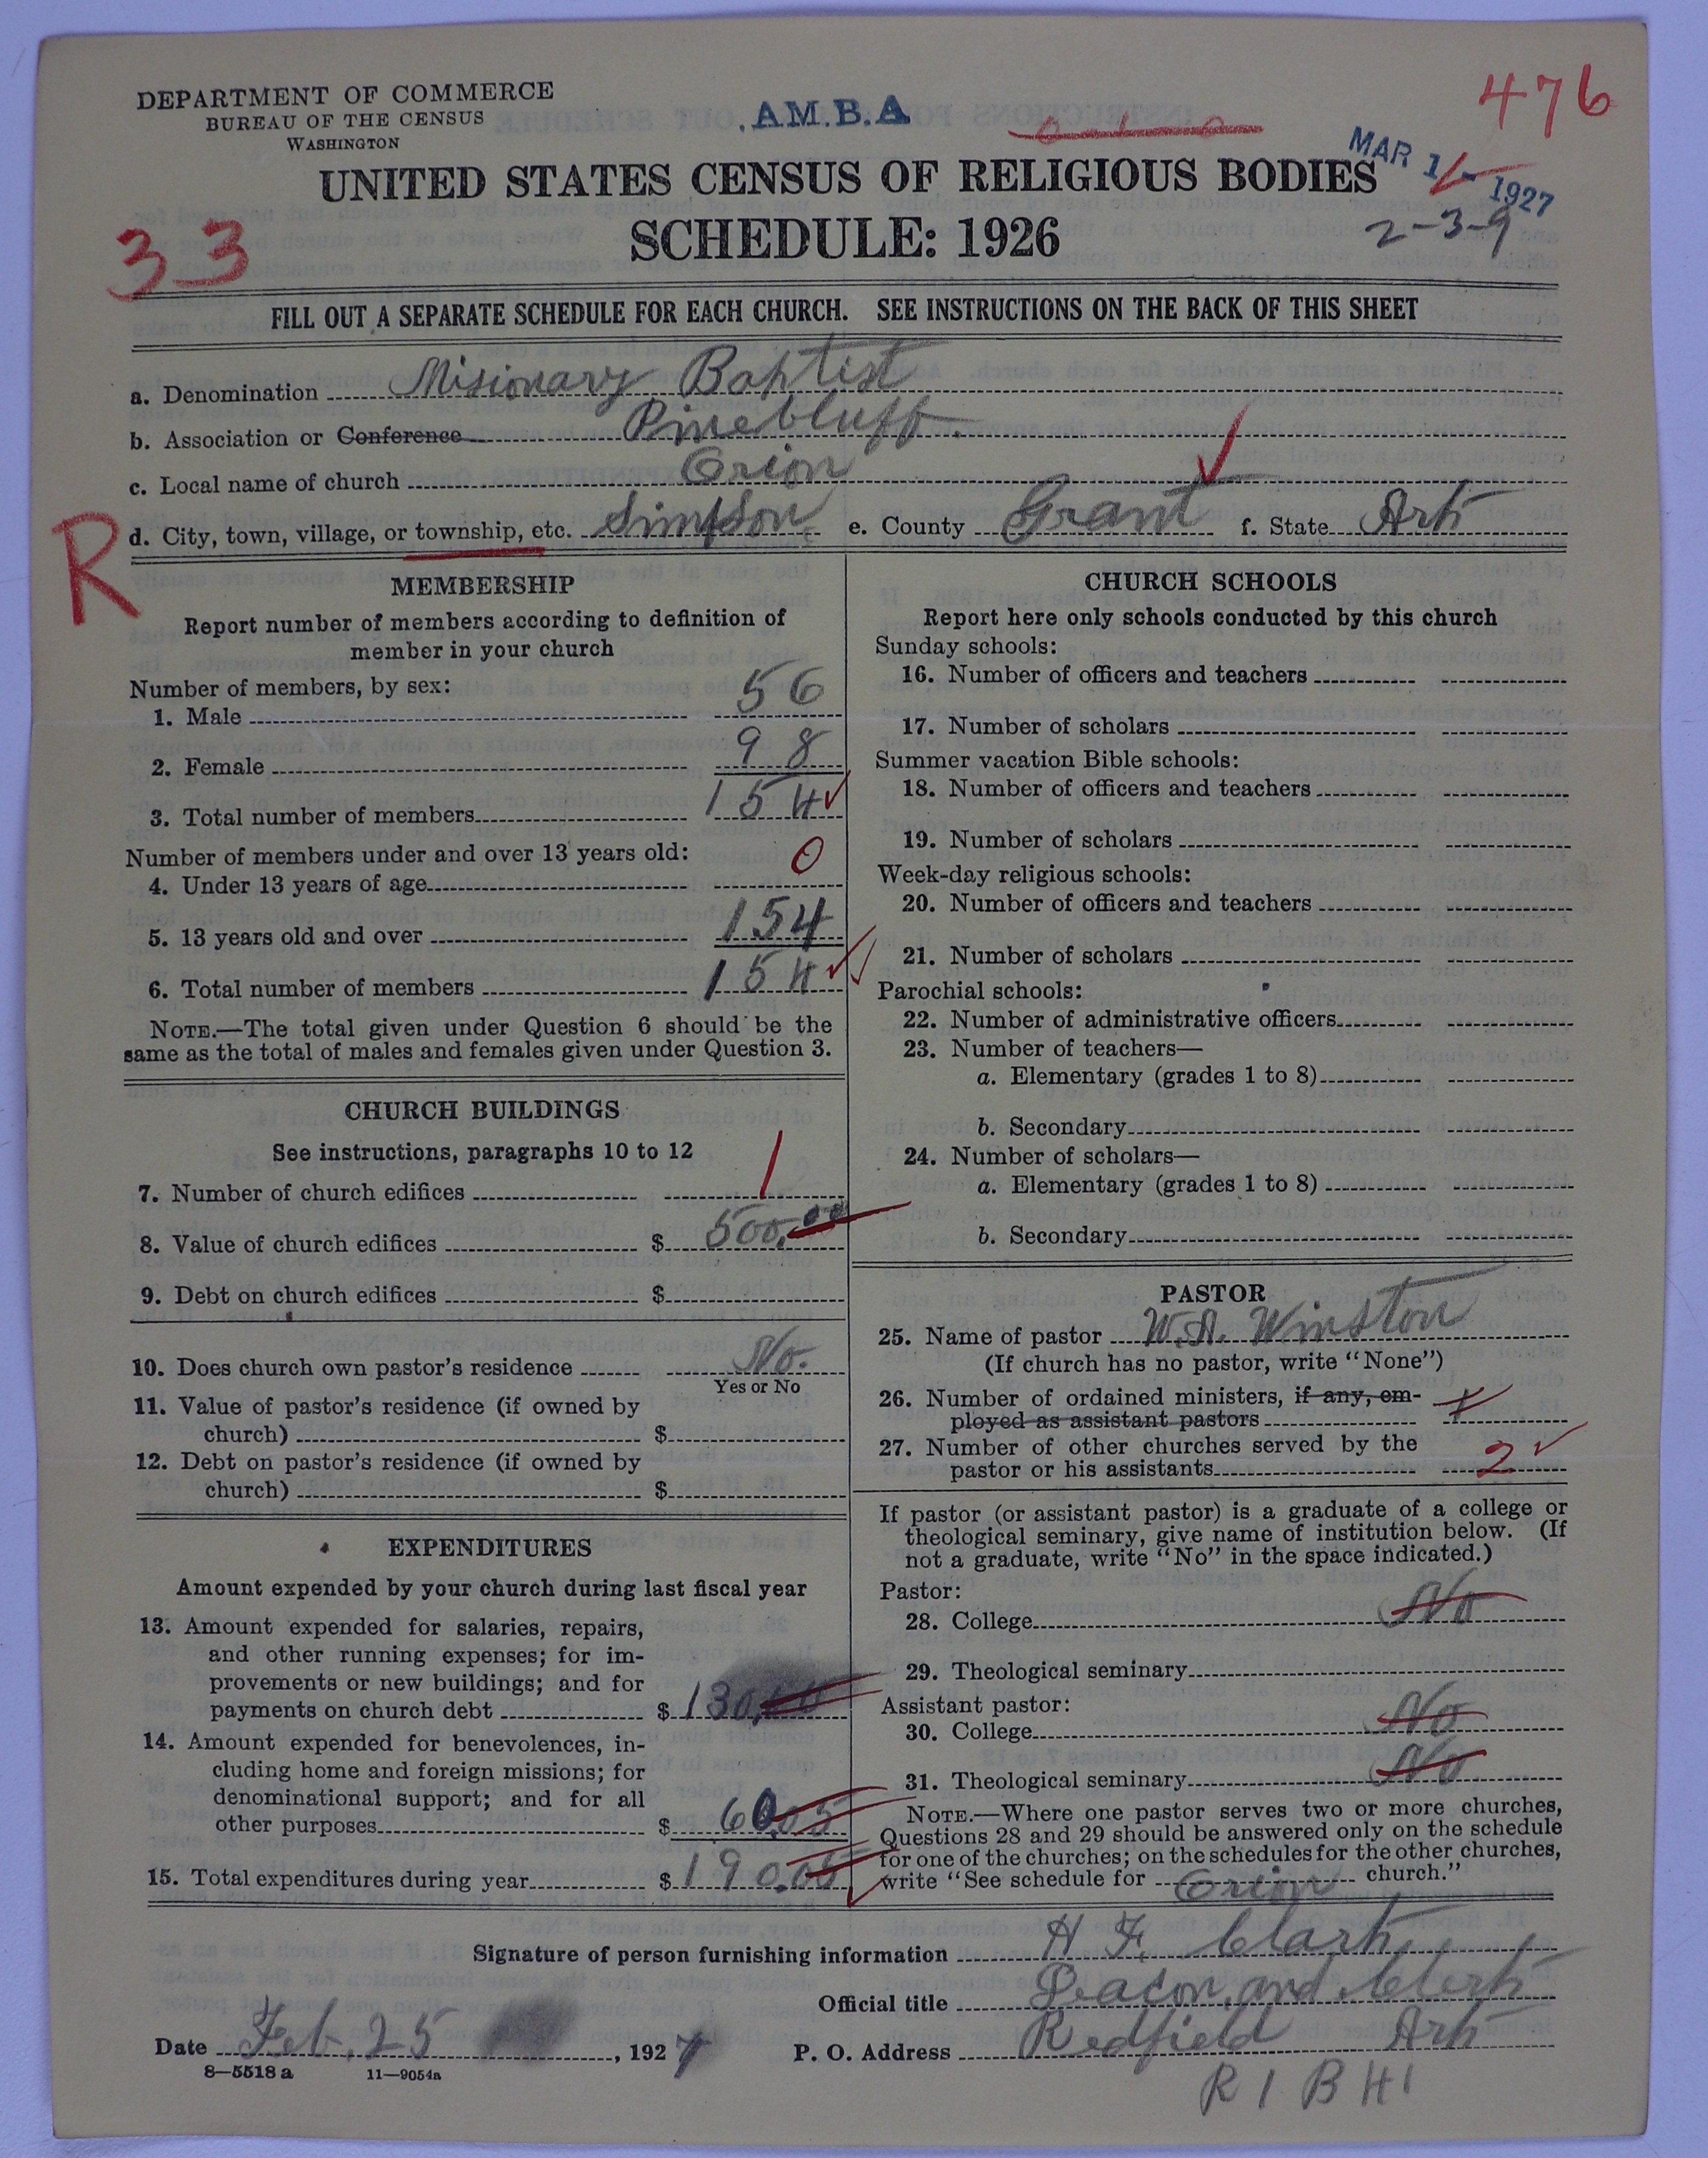 DEPARTMENT OF COMMERCE
BUREAU OF THE CENSUS
WASHINGTON
A.M.B.A
476
MAR 1 - 1927
UNITED STATES CENSUS OF RELIGIOUS BODIES
SCHEDULE: 1926
2-3-9
33
FILL OUT A SEPARATE SCHEDULE FOR EACH CHURCH. SEE INSTRUCTIONS ON THE BACK OF THIS SHEET
a. Denomination Misionary Baptist
b. Association or Conference Pinebluff.
c. Local name of church Orion
R
d. City, town, village, or township, etc. Simpson e. County Grant f. State Ark
MEMBERSHIP
Report number of members according to definition of
member in your church
Number of members, by sex:
1. Male 56
2. Female 98
3. Total number of members 154
Number of members under and over 13 years old:
4. Under 13 years of age 0
5. 13 years old and over 154
6. Total number of members 154
NOTE.—The total given under Question 6 should be the
same as the total of males and females given under Question 3.
CHURCH BUILDINGS
See instructions, paragraphs 10 to 12
7. Number of church edifices 1
8. Value of church edifices $ 500.00
9. Debt on church edifices $
10. Does church own pastor's residence No.
Yes or No
11. Value of pastor's residence (if owned by
church) $
12. Debt on pastor's residence (if owned by
church) $
EXPENDITURES
Amount expended by your church during last fiscal year
13. Amount expended for salaries, repairs,
and other running expenses; for im-
provements or new buildings; and for
payments on church debt $ 130.
14. Amount expended for benevolences, in-
cluding home and foreign missions; for
denominational support; and for all
other purposes $ 60.05
15. Total expenditures during year $ 190.05
CHURCH SCHOOLS
Report here only schools conducted by this church
Sunday schools:
16. Number of officers and teachers
17. Number of scholars
Summer vacation Bible schools:
18. Number of officers and teachers
19. Number of scholars
Week-day religious schools:
20. Number of officers and teachers
21. Number of scholars
Parochial schools:
22. Number of administrative officers
23. Number of teachers—
a. Elementary (grades 1 to 8)
b. Secondary
24. Number of scholars—
a. Elementary (grades 1 to 8)
b. Secondary
PASTOR
25. Name of pastor W.A. Winston
(If church has no pastor, write "None")
26. Number of ordained ministers, if any, em-
ployed as assistant pastors
27. Number of other churches served by the
pastor or his assistants 2
If pastor (or assistant pastor) is a graduate of a college or
theological seminary, give name of institution below. (If
not a graduate, write "No" in the space indicated.)
Pastor:
28. College No
29. Theological seminary
Assistant pastor:
30. College No
31. Theological seminary No
NOTE.—Where one pastor serves two or more churches,
Questions 28 and 29 should be answered only on the schedule
for one of the churches; on the schedules for the other churches,
write "See schedule for Orion church."
Signature of person furnishing information H F. Clark
Official title Deacon, and Clerk
Date Feb, 25, 1927 P. O. Address Redfield Ark
8—5518 a 11—9054a
R 1 B H1